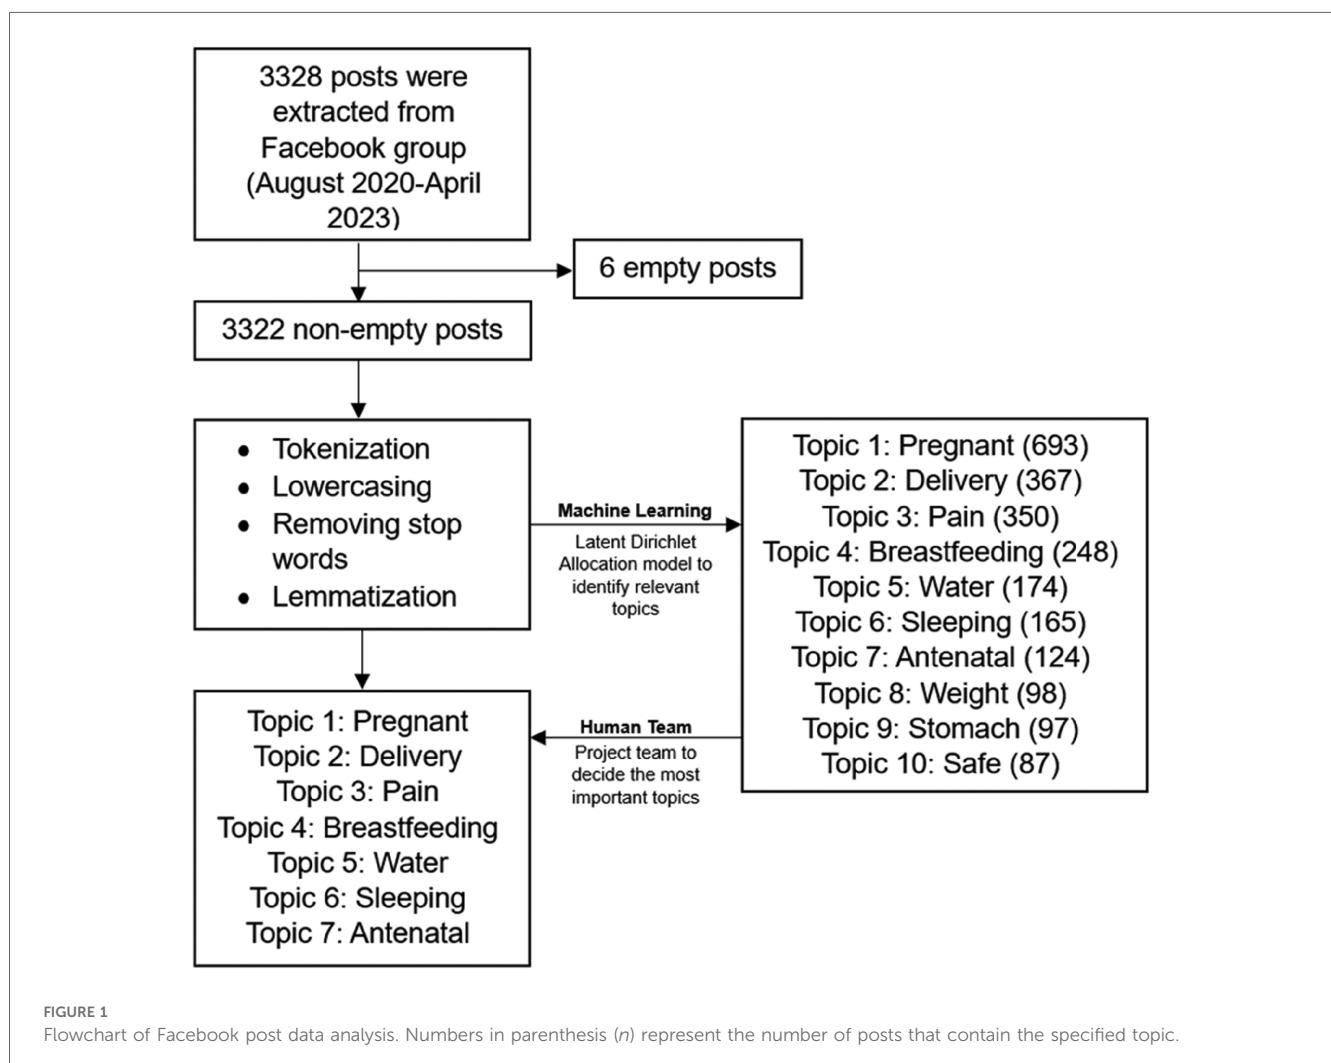 3328 posts were
extracted from
Facebook group
(August 2020-April
2023)
6 empty posts
3322 non-empty posts
• Tokenization
• Lowercasing
• Removing stop
words
• Lemmatization
Machine Learning
Latent Dirichlet
Allocation model to
identify relevant
topics
Topic 1: Pregnant (693)
Topic 2: Delivery (367)
Topic 3: Pain (350)
Topic 4: Breastfeeding (248)
Topic 5: Water (174)
Topic 6: Sleeping (165)
Topic 7: Antenatal (124)
Topic 8: Weight (98)
Topic 9: Stomach (97)
Topic 10: Safe (87)
Human Team
Project team to
decide the most
important topics
Topic 1: Pregnant
Topic 2: Delivery
Topic 3: Pain
Topic 4: Breastfeeding
Topic 5: Water
Topic 6: Sleeping
Topic 7: Antenatal
FIGURE 1
Flowchart of Facebook post data analysis. Numbers in parenthesis (n) represent the number of posts that contain the specified topic.